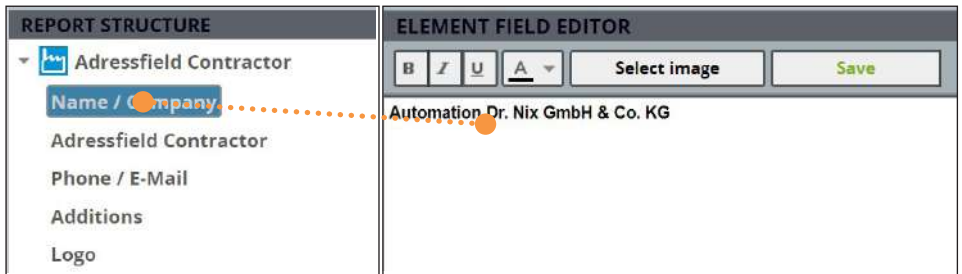 REPORT STRUCTURE
Adressfield Contractor
Name / Company
Adressfield Contractor
Phone / E-Mail
Additions
Logo
ELEMENT FIELD EDITOR
B I U A Select image Save
Automation Dr. Nix GmbH & Co. KG